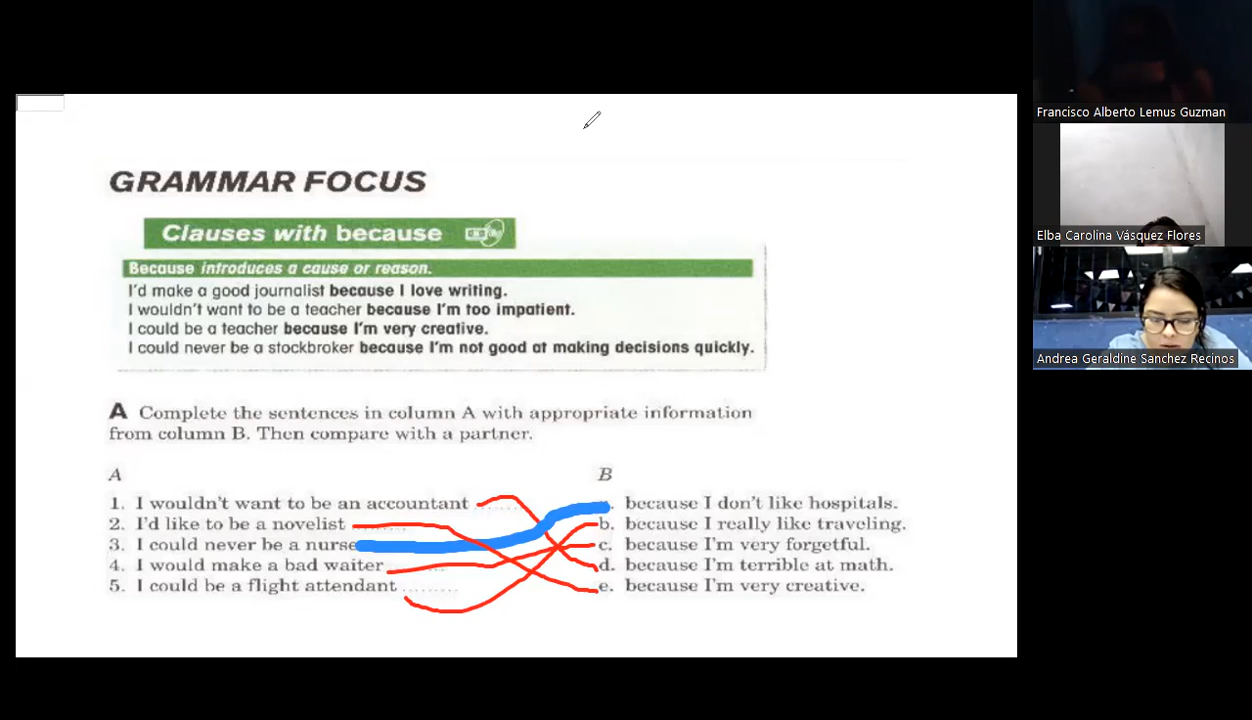 GRAMMAR FOCUS
Clauses with because
Because introduces a cause or reason.
I'd make a good journalist because I love writing.
I wouldn't want to be a teacher because I'm too impatient.
I could be a teacher because I'm very creative.
I could never be a stockbroker because I'm not good at making decisions quickly.
A Complete the sentences in column A with appropriate information
from column B. Then compare with a partner.
A
1. I wouldn't want to be an accountant ........
2. I'd like to be a novelist ........
3. I could never be a nurse
4. I would make a bad waiter ........
5. I could be a flight attendant ........
B
because I don't like hospitals.
b. because I really like traveling.
c. because I'm very forgetful.
d. because I'm terrible at math.
e. because I'm very creative.
Francisco Alberto Lemus Guzman
Elba Carolina Vásquez Flores
Andrea Geraldine Sanchez Recinos